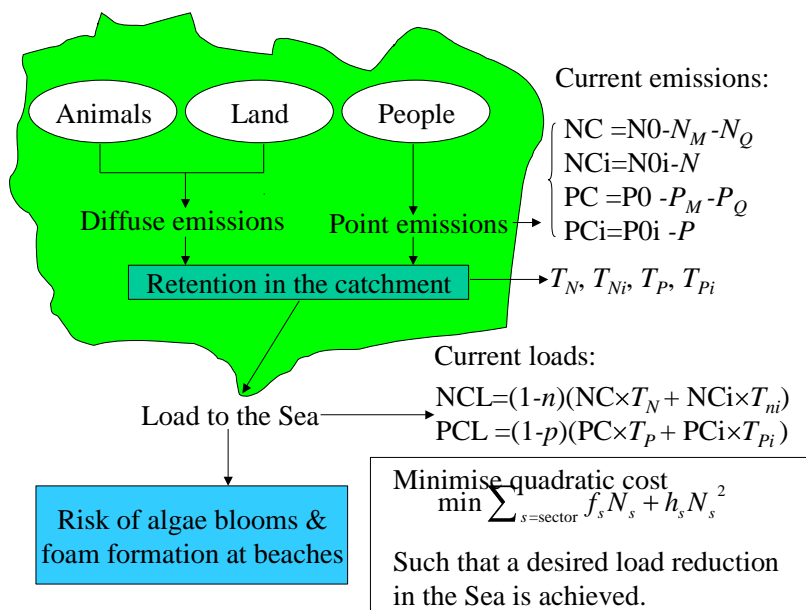 Current emissions:
Animals
Land
People
NC =N0-N_M-N_Q
NCi=N0i-N
PC =P0 -P_M-P_Q
PCi=P0i -P
Diffuse emissions
Point emissions
Retention in the catchment
T_N, T_Ni, T_P, T_Pi
Current loads:
NCL=(1-n)(NC×T_N + NCi×T_ni)
PCL =(1-p)(PC×T_P + PCi×T_Pi)
Load to the Sea
Risk of algae blooms &
foam formation at beaches
Minimise quadratic cost
min ∑_{s=sector} f_s N_s + h_s N_s²
Such that a desired load reduction
in the Sea is achieved.